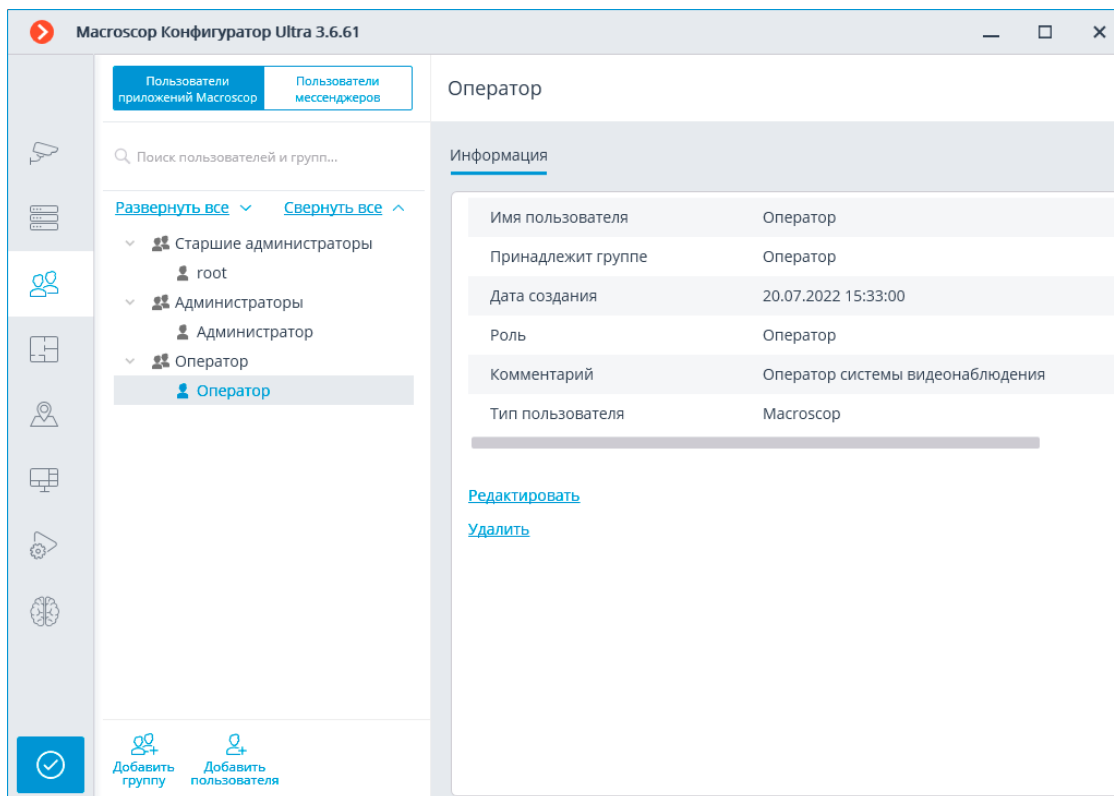 Macroscop Конфигуратор Ultra 3.6.61
Пользователи
приложений Macroscop
Пользователи
мессенджеров
Поиск пользователей и групп...
Развернуть все
Свернуть все
Старшие администраторы
root
Администраторы
Администратор
Оператор
Оператор
Добавить
группу
Добавить
пользователя
Оператор
Информация
Имя пользователя Оператор
Принадлежит группе Оператор
Дата создания 20.07.2022 15:33:00
Роль Оператор
Комментарий Оператор системы видеонаблюдения
Тип пользователя Macroscop
Редактировать
Удалить